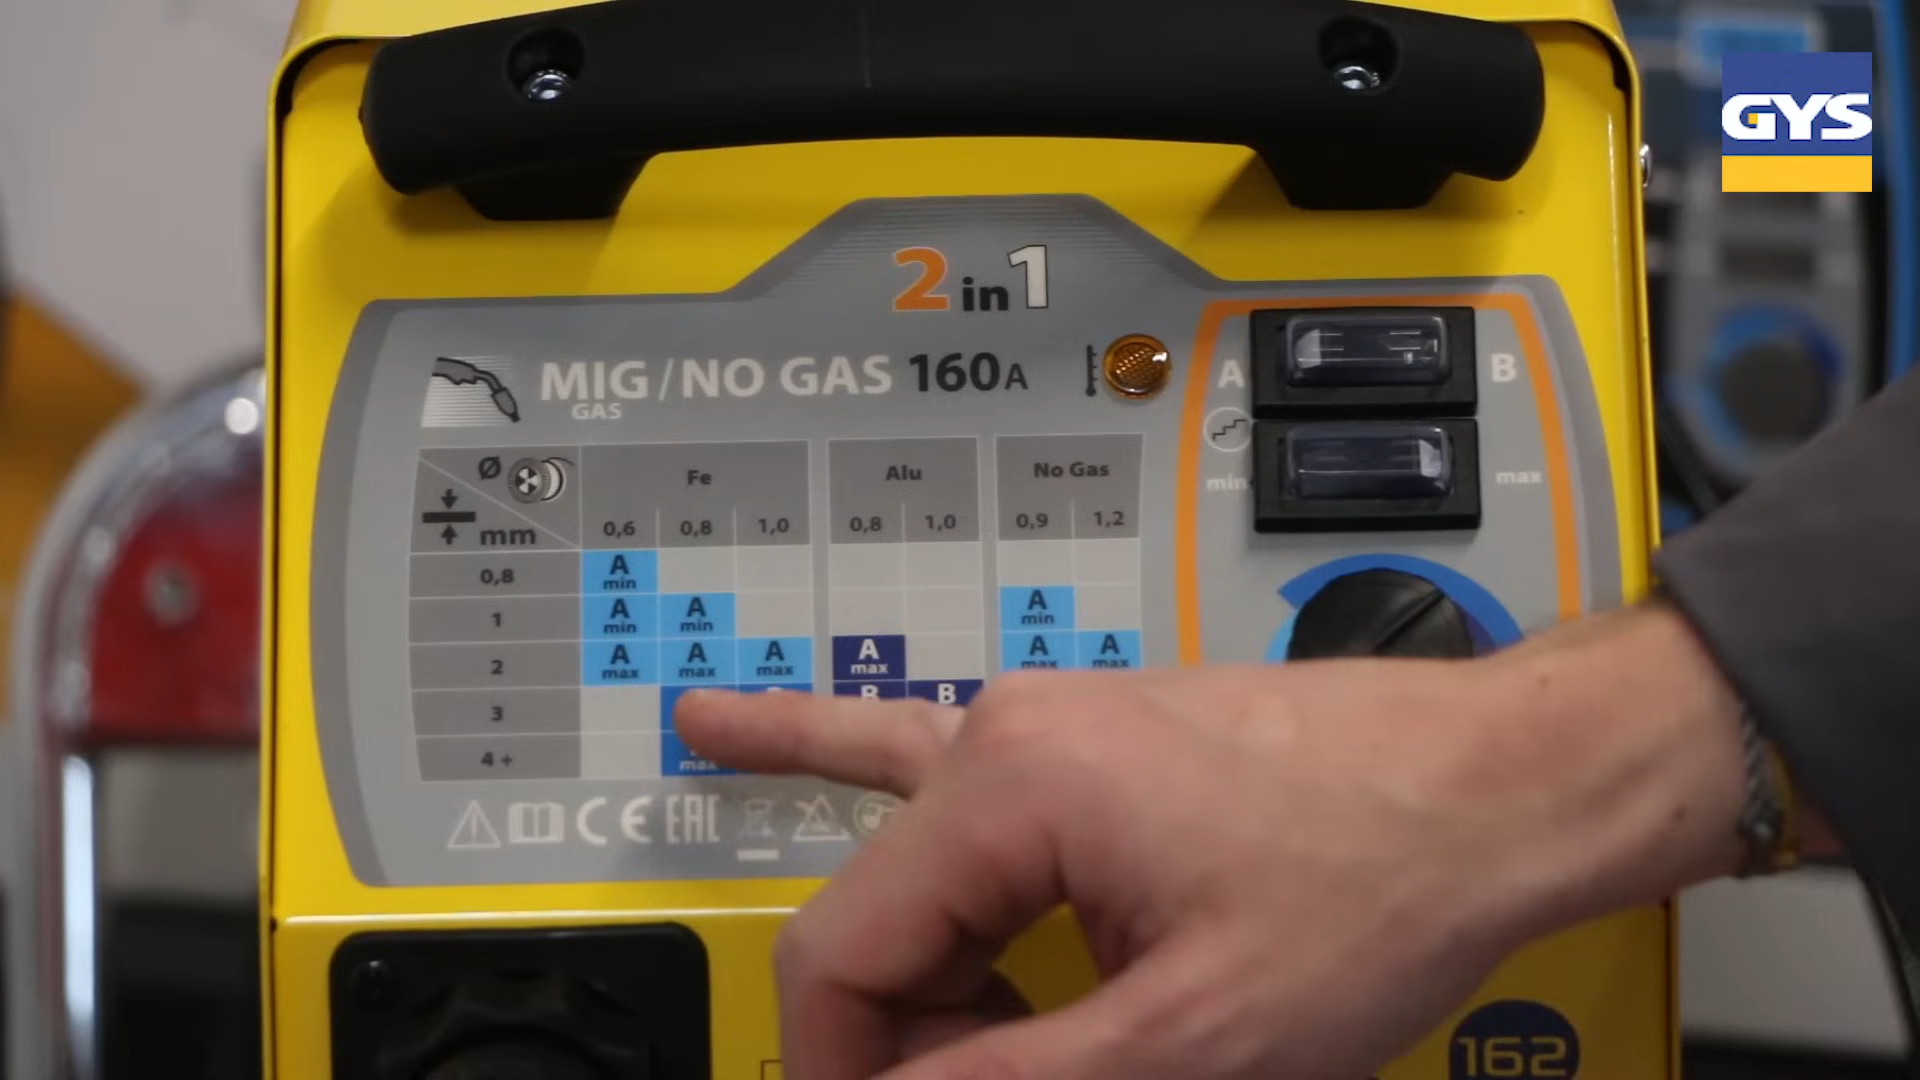 GYS
2 in 1
MIG / NO GAS 160A
GAS
A B
min max
Ø Fe Alu No Gas
mm 0,6 0,8 1,0 0,8 1,0 0,9 1,2
0,8 A min
1 A min A min A min
2 A max A max A max A max A max A max
3 B B
4 + max
CE EAC
162